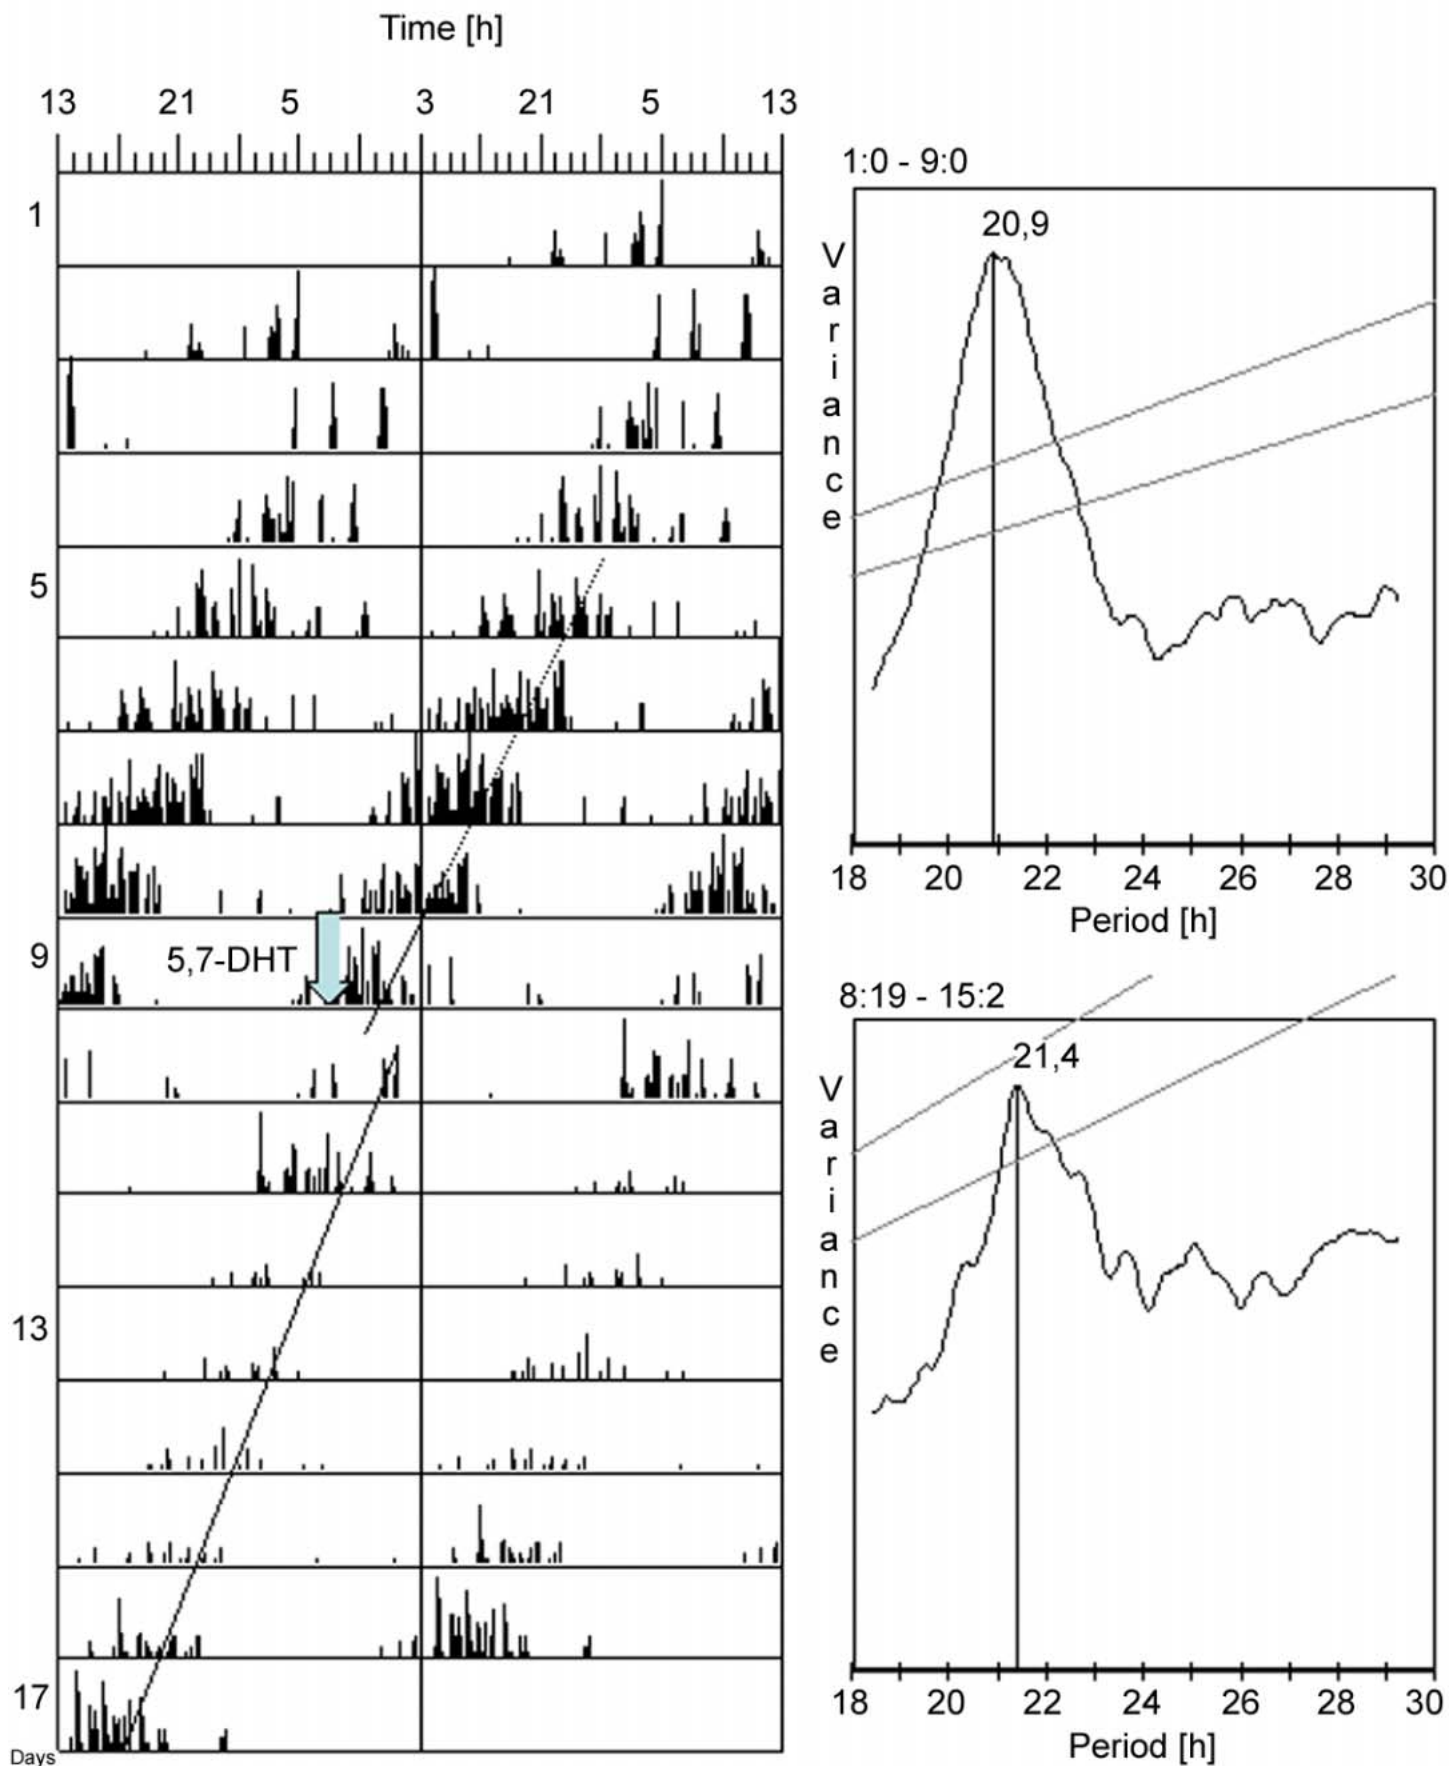 Time [h]
13 21 5 3 21 5 13
1
5
9
13
17
Days
5,7-DHT
1:0 - 9:0
20,9
Variance
18 20 22 24 26 28 30
Period [h]
8:19 - 15:2
21,4
Variance
18 20 22 24 26 28 30
Period [h]